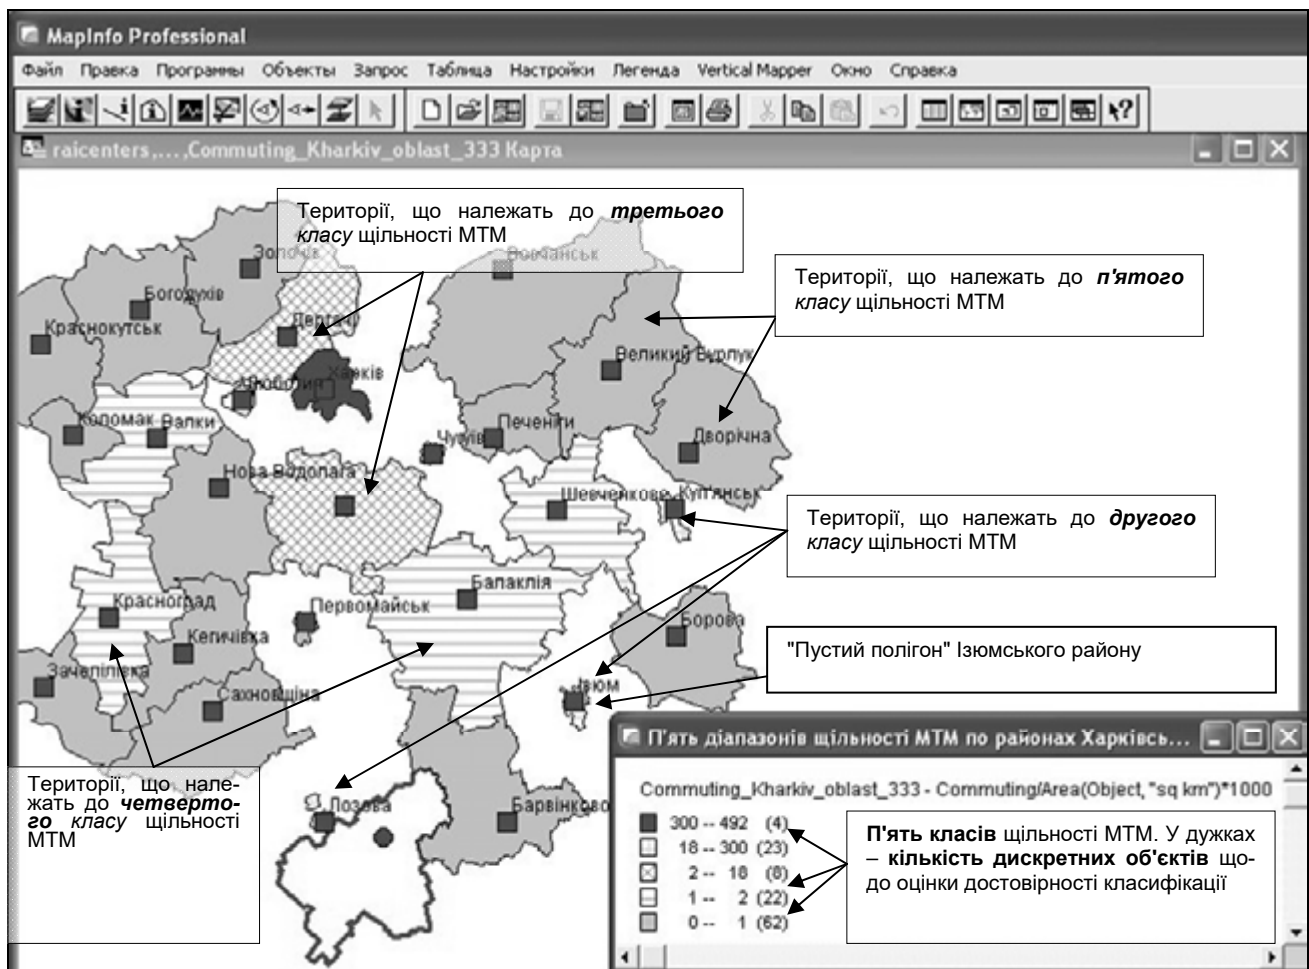 MapInfo Professional
Файл Правка Программы Объекты Запрос Таблица Настройки Легенда Vertical Mapper Окно Справка
raicenters,...,Commuting_Kharkiv_oblast_333 Карта
Території, що належать до третього
класу щільності МТМ
Золочів
Вовчанськ
Території, що належать до п'ятого
класу щільності МТМ
Богодухів
Краснокутськ
Дергачі
Великий Бурлук
Харків
Люботин
Коломак
Валки
Печеніги
Чугуїв
Дворічна
Нова Водолага
Шевченкове
Куп'янськ
Території, що належать до другого
класу щільності МТМ
Балаклія
Красноград
Первомайськ
Борова
Кегичівка
"Пустий полігон" Ізюмського району
Зачепилівка
Ізюм
Сахновщина
П'ять діапазонів щільності МТМ по районах Харківсь...
Території, що нале-
жать до четверто-
го класу щільності
МТМ
Лозова
Барвінково
Commuting_Kharkiv_oblast_333 - Commuting/Area(Object, "sq km")*1000
300 -- 492 (4)
18 -- 300 (23)
2 -- 18 (8)
1 -- 2 (22)
0 -- 1 (62)
П'ять класів щільності МТМ. У дужках
– кількість дискретних об'єктів що-
до оцінки достовірності класифікації